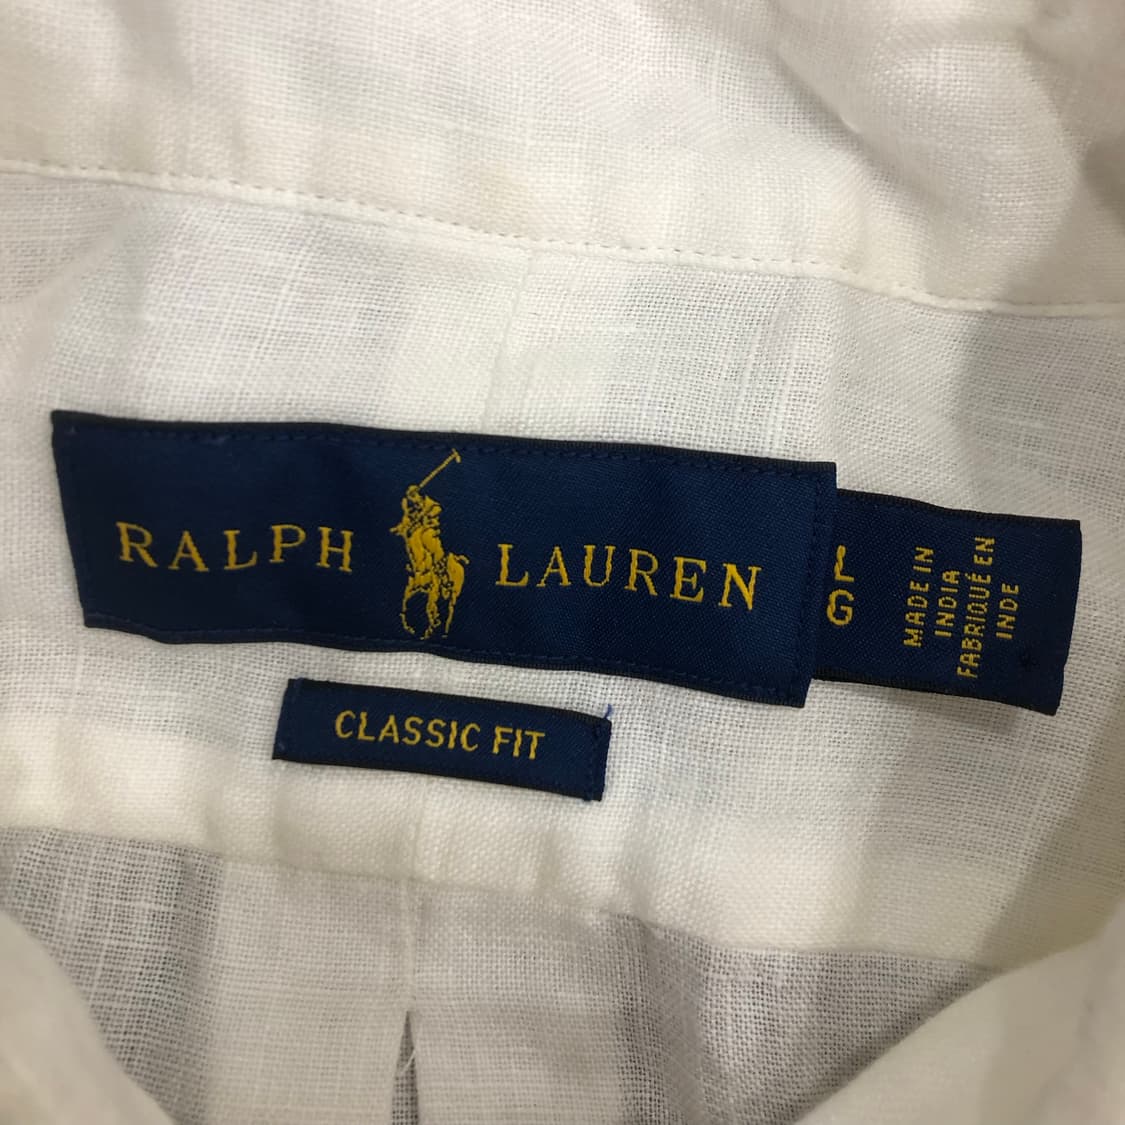 RALPH LAUREN
L
G
MADE IN
INDIA
FABRIQUÉ EN
INDE
CLASSIC FIT